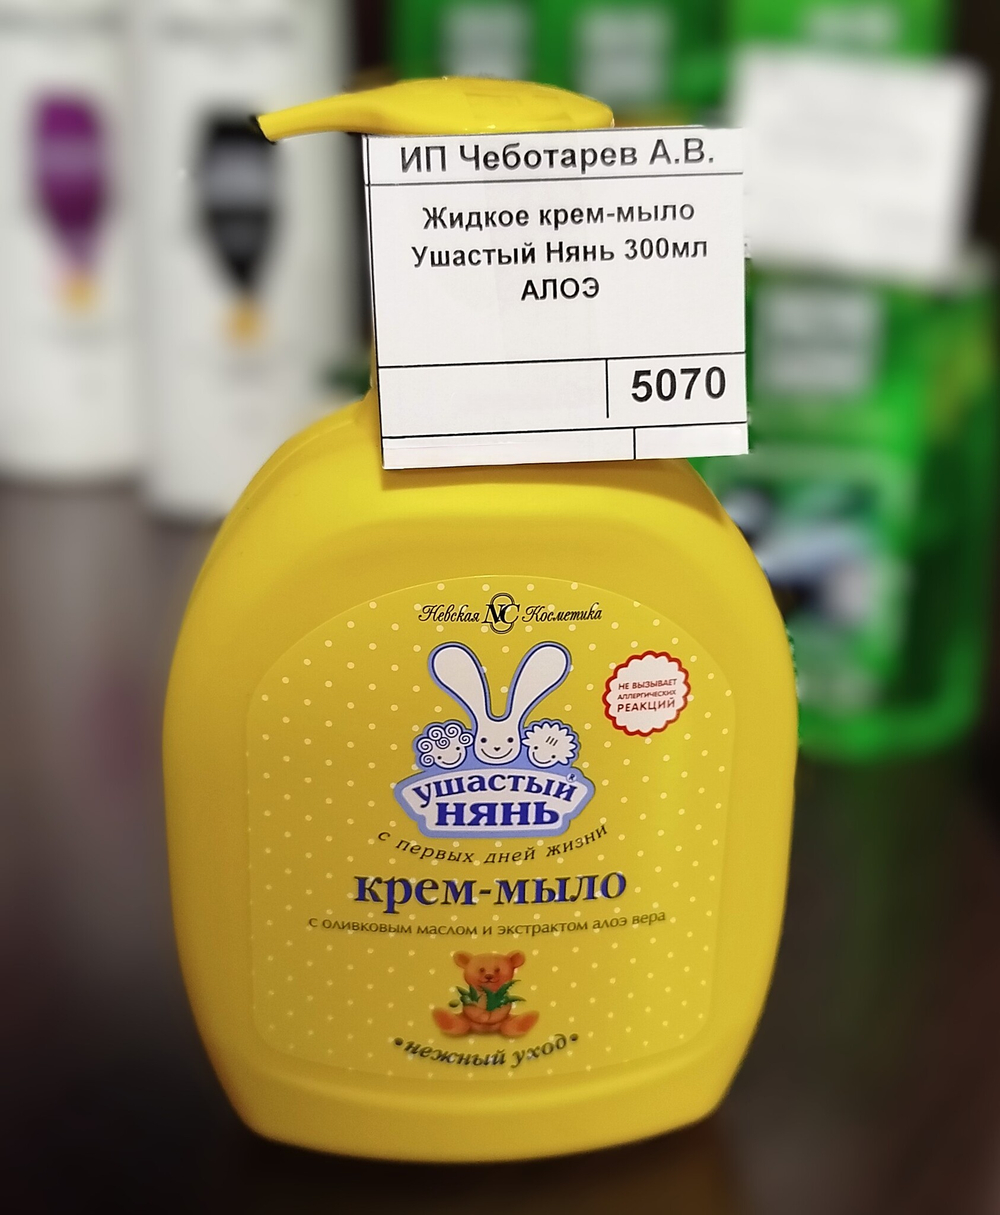 ИП Чеботарев А.В.
Жидкое крем-мыло
Ушастый Нянь 300мл
АЛОЭ
5070
Невская NC Косметика
НЕ ВЫЗЫВАЕТ
АЛЛЕРГИЧЕСКИХ
РЕАКЦИЙ
ушастый®
нянь
с первых дней жизни
крем-мыло
с оливковым маслом и экстрактом алоэ вера
•нежный уход•